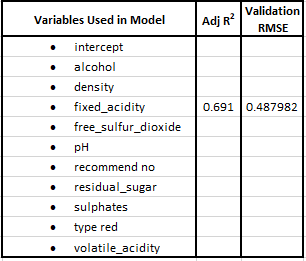 Variables Used in Model Adj R² Validation RMSE
• intercept
• alcohol
• density
• fixed_acidity 0.691 0.487982
• free_sulfur_dioxide
• pH
• recommend no
• residual_sugar
• sulphates
• type red
• volatile_acidity